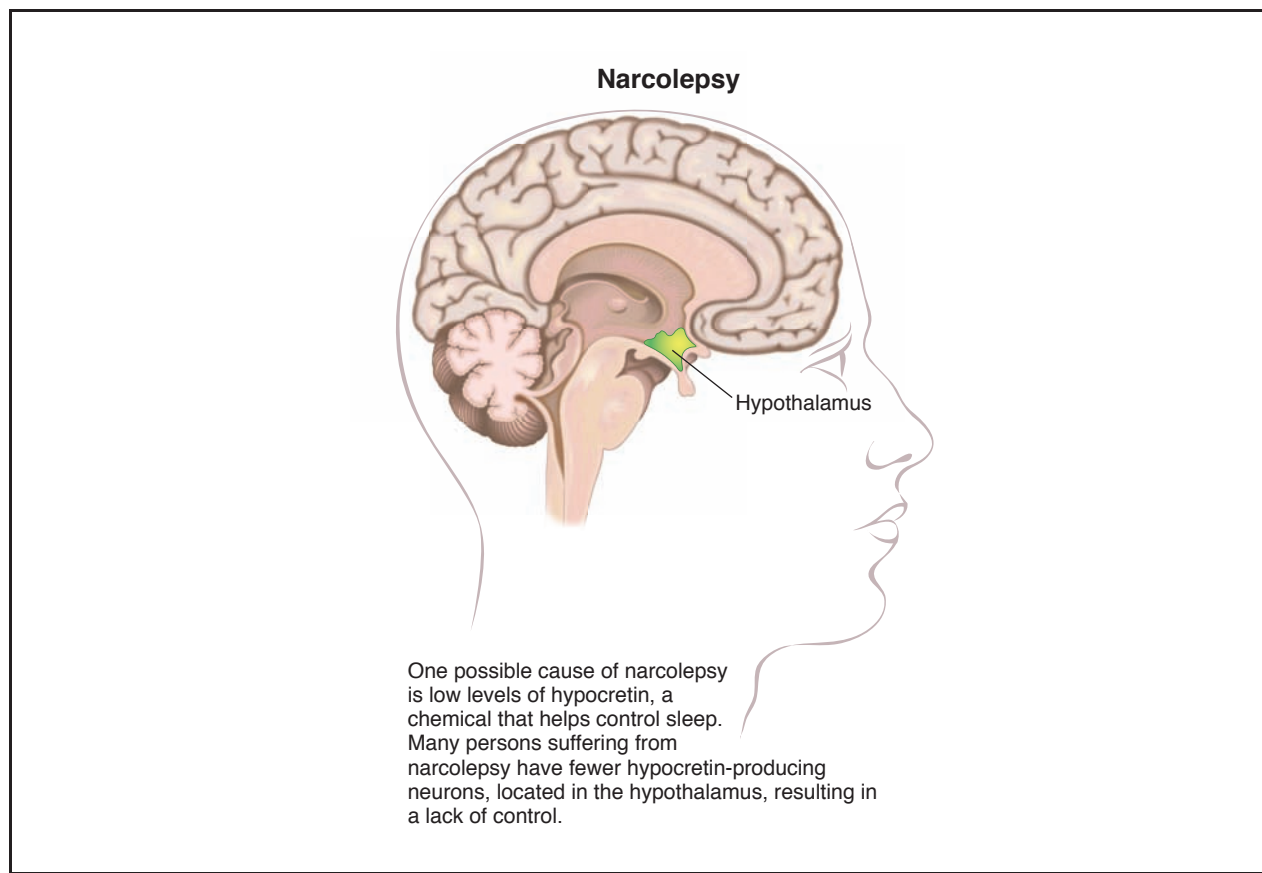 Narcolepsy
Hypothalamus
One possible cause of narcolepsy
is low levels of hypocretin, a
chemical that helps control sleep.
Many persons suffering from
narcolepsy have fewer hypocretin-producing
neurons, located in the hypothalamus, resulting in
a lack of control.